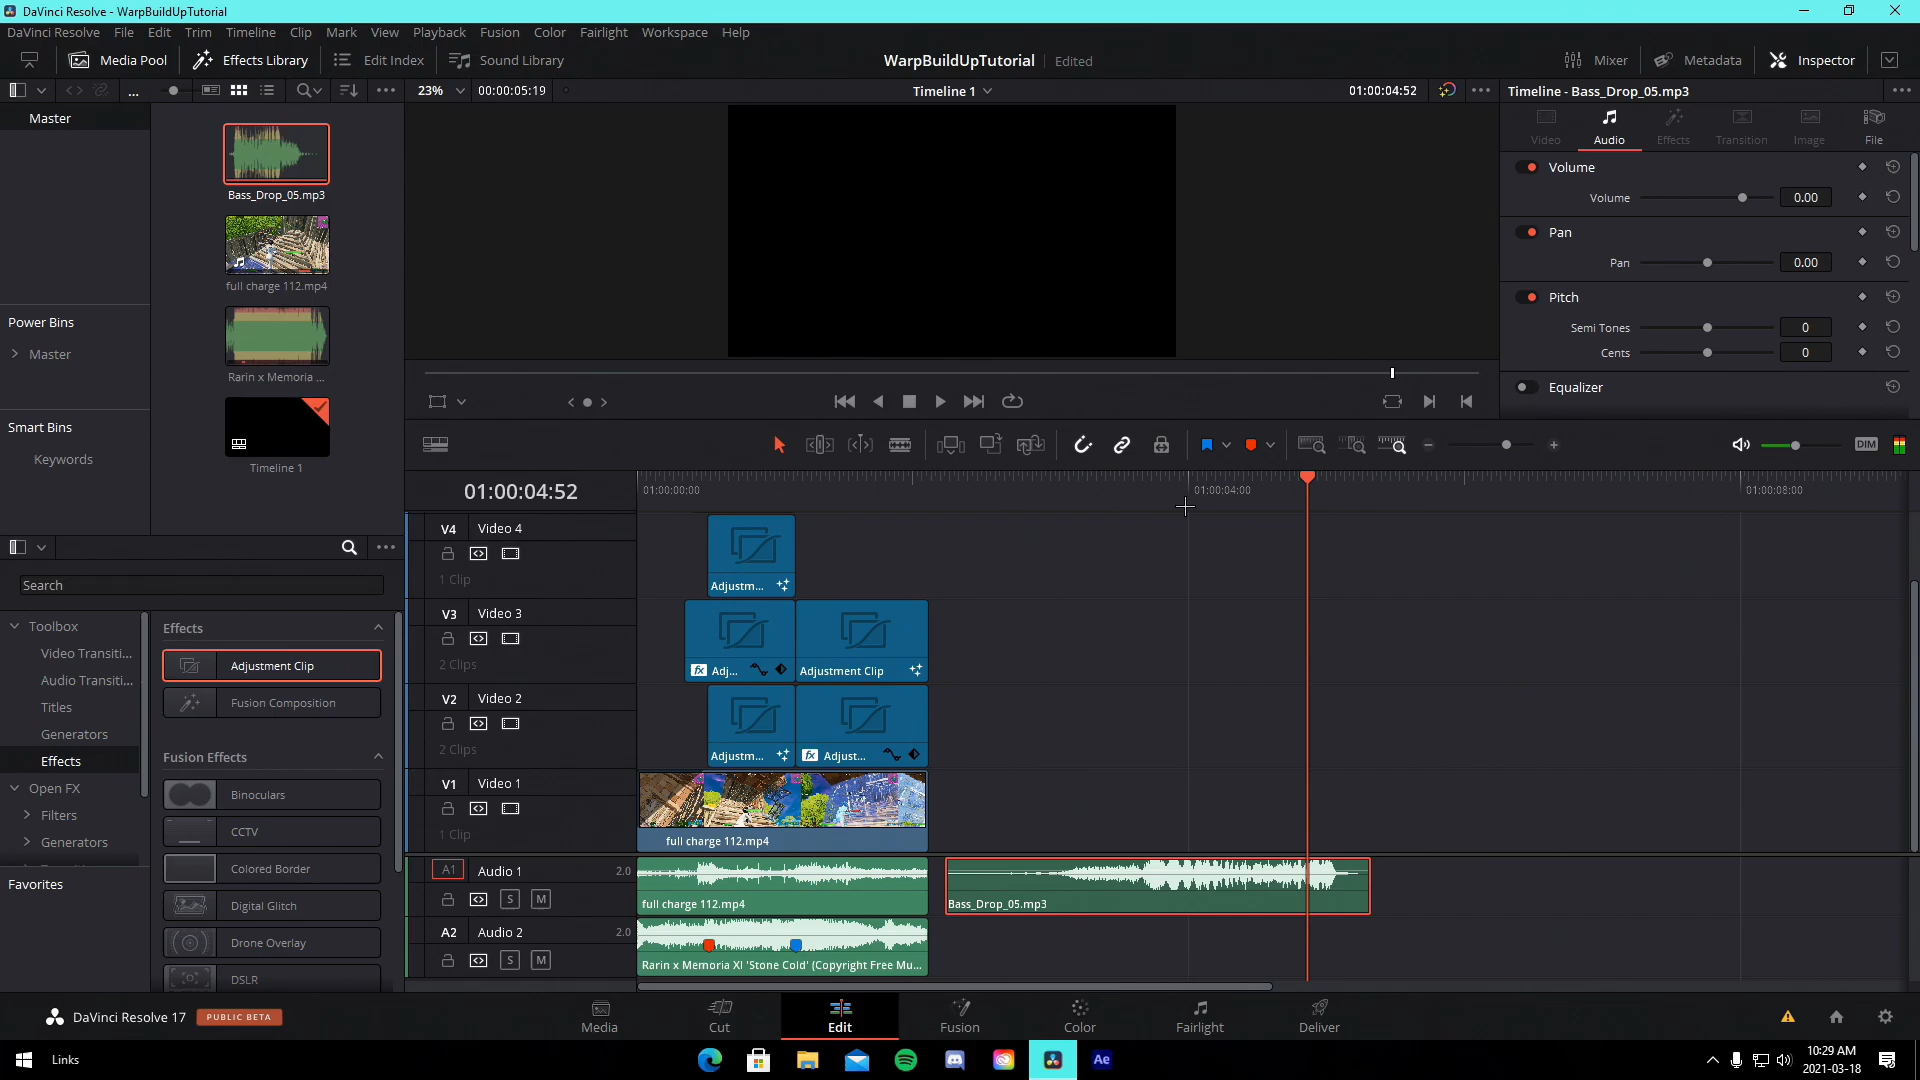 DaVinci Resolve - WarpBuildUpTutorial
DaVinci Resolve File Edit Trim Timeline Clip Mark View Playback Fusion Color Fairlight Workspace Help
Media Pool Effects Library Edit Index Sound Library WarpBuildUpTutorial Edited Mixer Metadata Inspector
... 23% 00:00:05:19 Timeline 1 01:00:04:52 Timeline - Bass_Drop_05.mp3
Master
Bass_Drop_05.mp3
full charge 112.mp4
Rarin x Memoria ...
Timeline 1
Power Bins
Master
Smart Bins
Keywords
Video Audio Effects Transition Image File
Volume
Volume 0.00
Pan
Pan 0.00
Pitch
Semi Tones 0
Cents 0
Equalizer
DIM
01:00:04:52 01:00:00:00 01:00:04:00 01:00:08:00
V4 Video 4
1 Clip
Adjustm...
V3 Video 3
2 Clips
fx Adj... Adjustment Clip
V2 Video 2
2 Clips
Adjustm... fx Adjust...
V1 Video 1
1 Clip
full charge 112.mp4
A1 Audio 1 2.0
S M
full charge 112.mp4 Bass_Drop_05.mp3
A2 Audio 2 2.0
S M
Rarin x Memoria XI 'Stone Cold' (Copyright Free Mu...
Search
Toolbox
Video Transiti...
Audio Transiti...
Titles
Generators
Effects
Open FX
Filters
Generators
Favorites
Effects
Adjustment Clip
Fusion Composition
Fusion Effects
Binoculars
CCTV
Colored Border
Digital Glitch
Drone Overlay
DSLR
DaVinci Resolve 17 PUBLIC BETA
Media Cut Edit Fusion Color Fairlight Deliver
Links
Ae
10:29 AM
2021-03-18